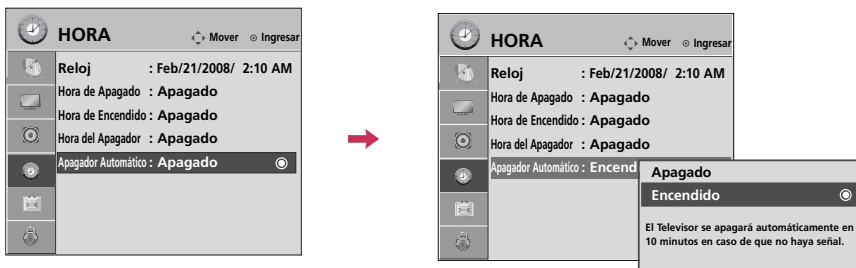 HORA
Mover
Ingresar
Reloj : Feb/21/2008/ 2:10 AM
Hora de Apagado : Apagado
Hora de Encendido : Apagado
Hora del Apagador : Apagado
Apagador Automático : Apagado
HORA
Mover
Ingresar
Reloj : Feb/21/2008/ 2:10 AM
Hora de Apagado : Apagado
Hora de Encendido : Apagado
Hora del Apagador : Apagado
Apagador Automático : Encend
Apagado
Encendido
El Televisor se apagará automáticamente en
10 minutos en caso de que no haya señal.